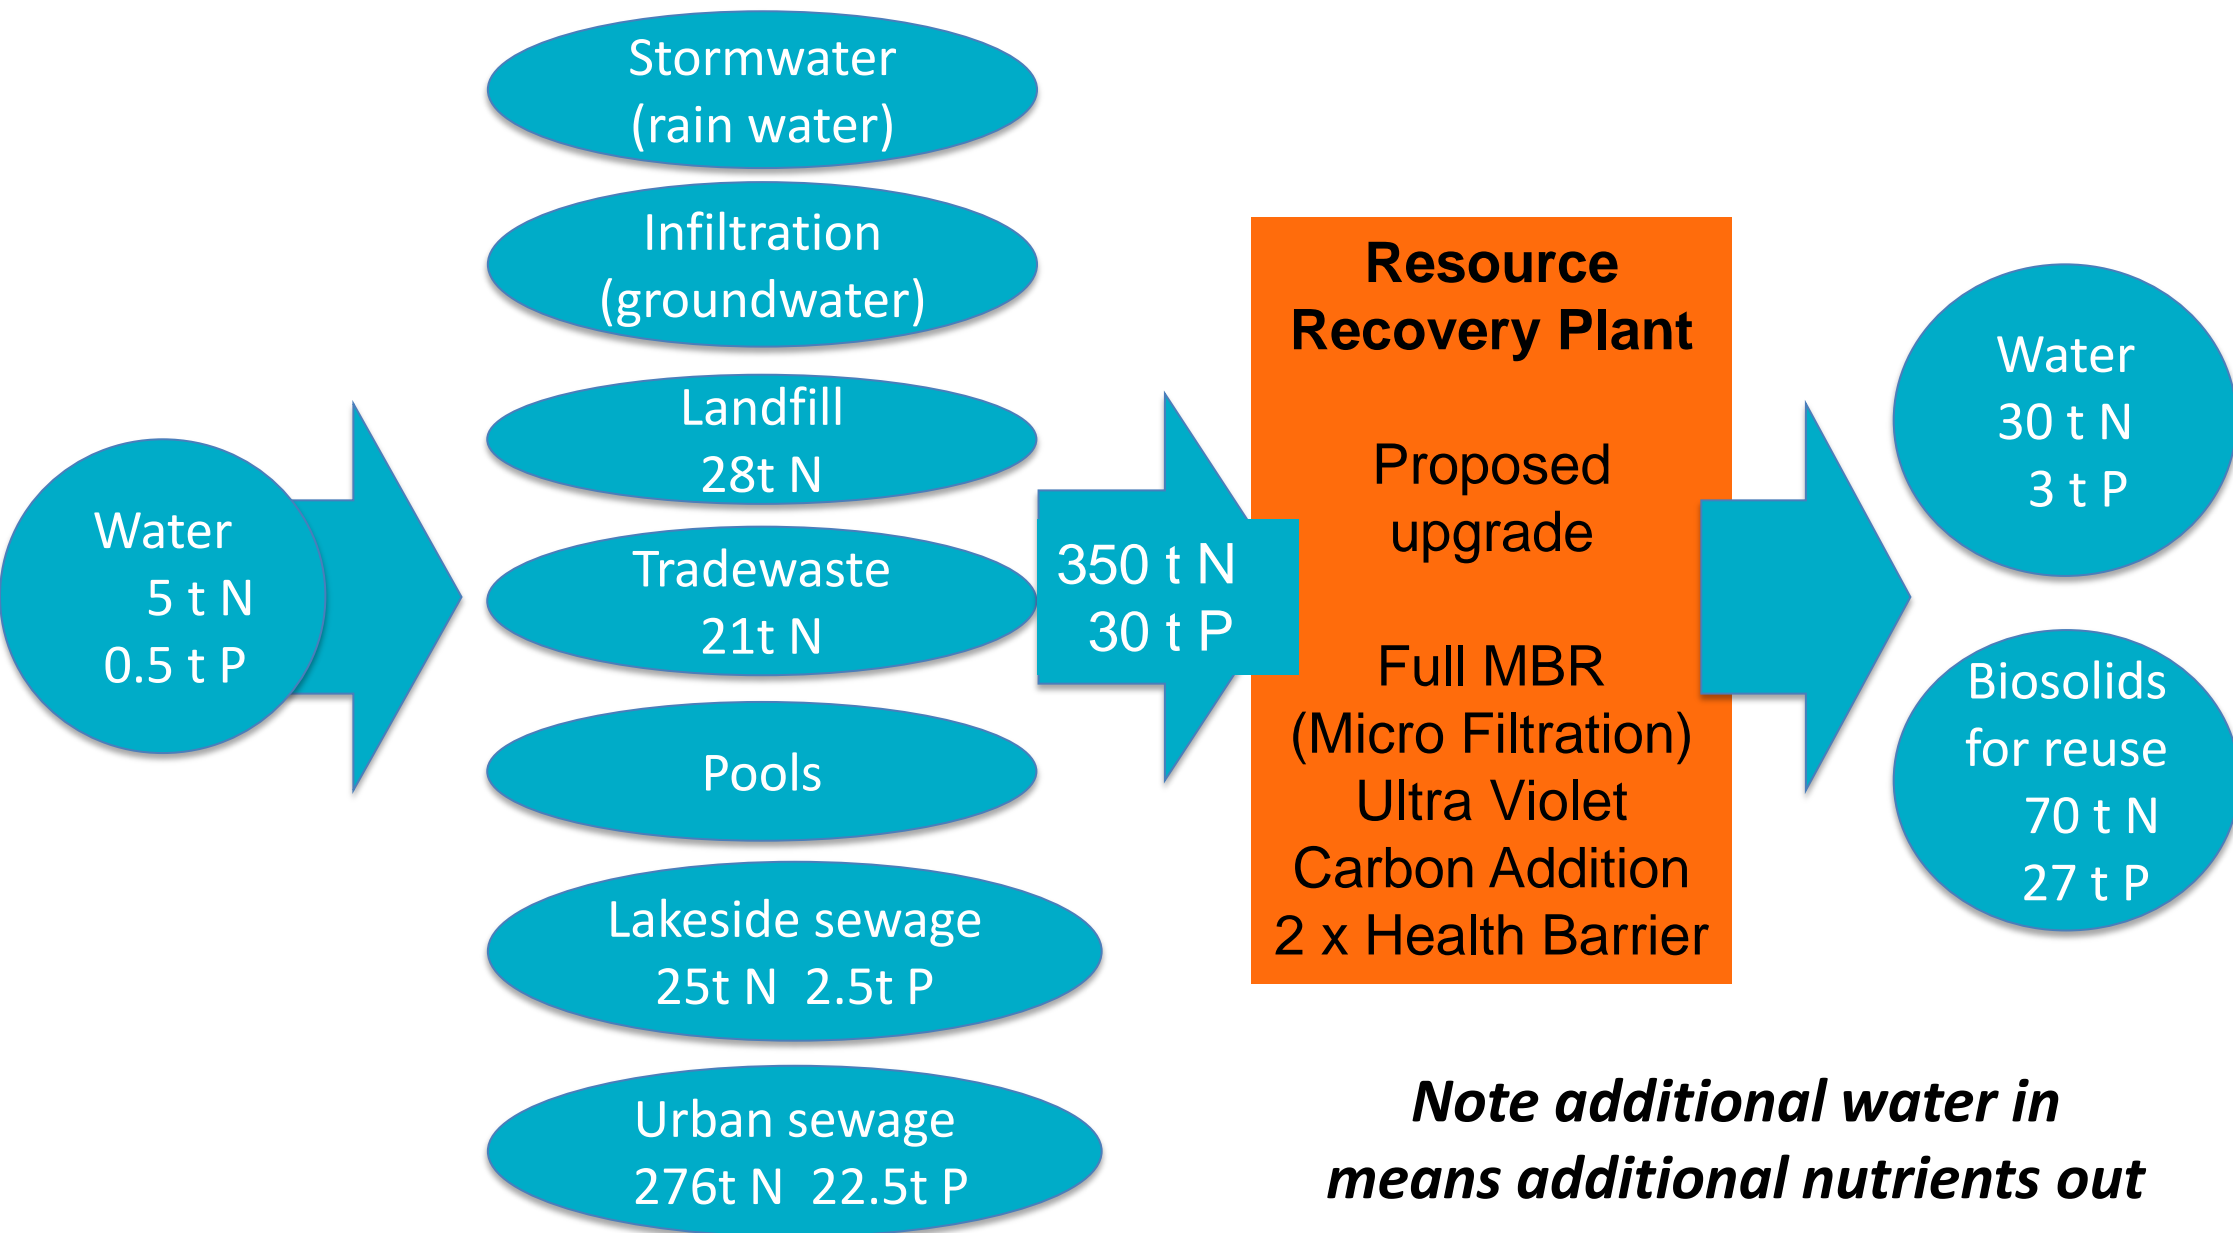 Water
5 t N
0.5 t P
Stormwater
(rain water)
Infiltration
(groundwater)
Landfill
28t N
Tradewaste
21t N
Pools
Lakeside sewage
25t N 2.5t P
Urban sewage
276t N 22.5t P
350 t N
30 t P
Resource
Recovery Plant
Proposed
upgrade
Full MBR
(Micro Filtration)
Ultra Violet
Carbon Addition
2 x Health Barrier
Water
30 t N
3 t P
Biosolids
for reuse
70 t N
27 t P
Note additional water in
means additional nutrients out